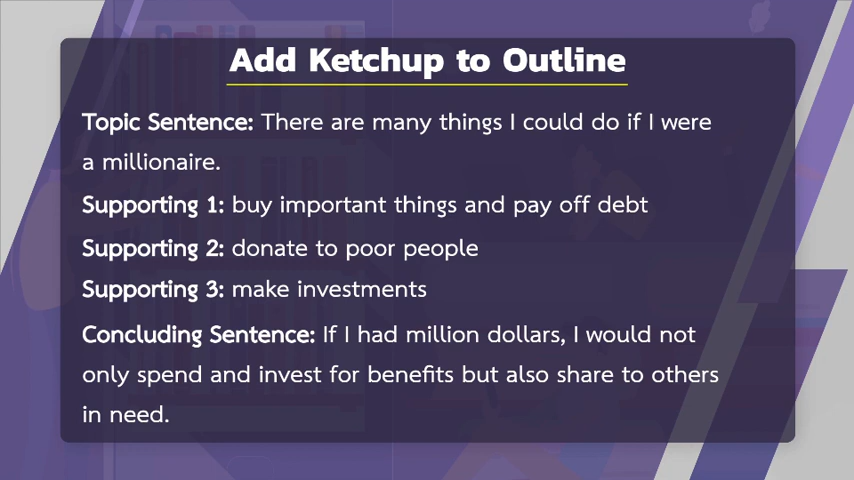 Add Ketchup to Outline
Topic Sentence: There are many things I could do if I were
a millionaire.
Supporting 1: buy important things and pay off debt
Supporting 2: donate to poor people
Supporting 3: make investments
Concluding Sentence: If I had million dollars, I would not
only spend and invest for benefits but also share to others
in need.